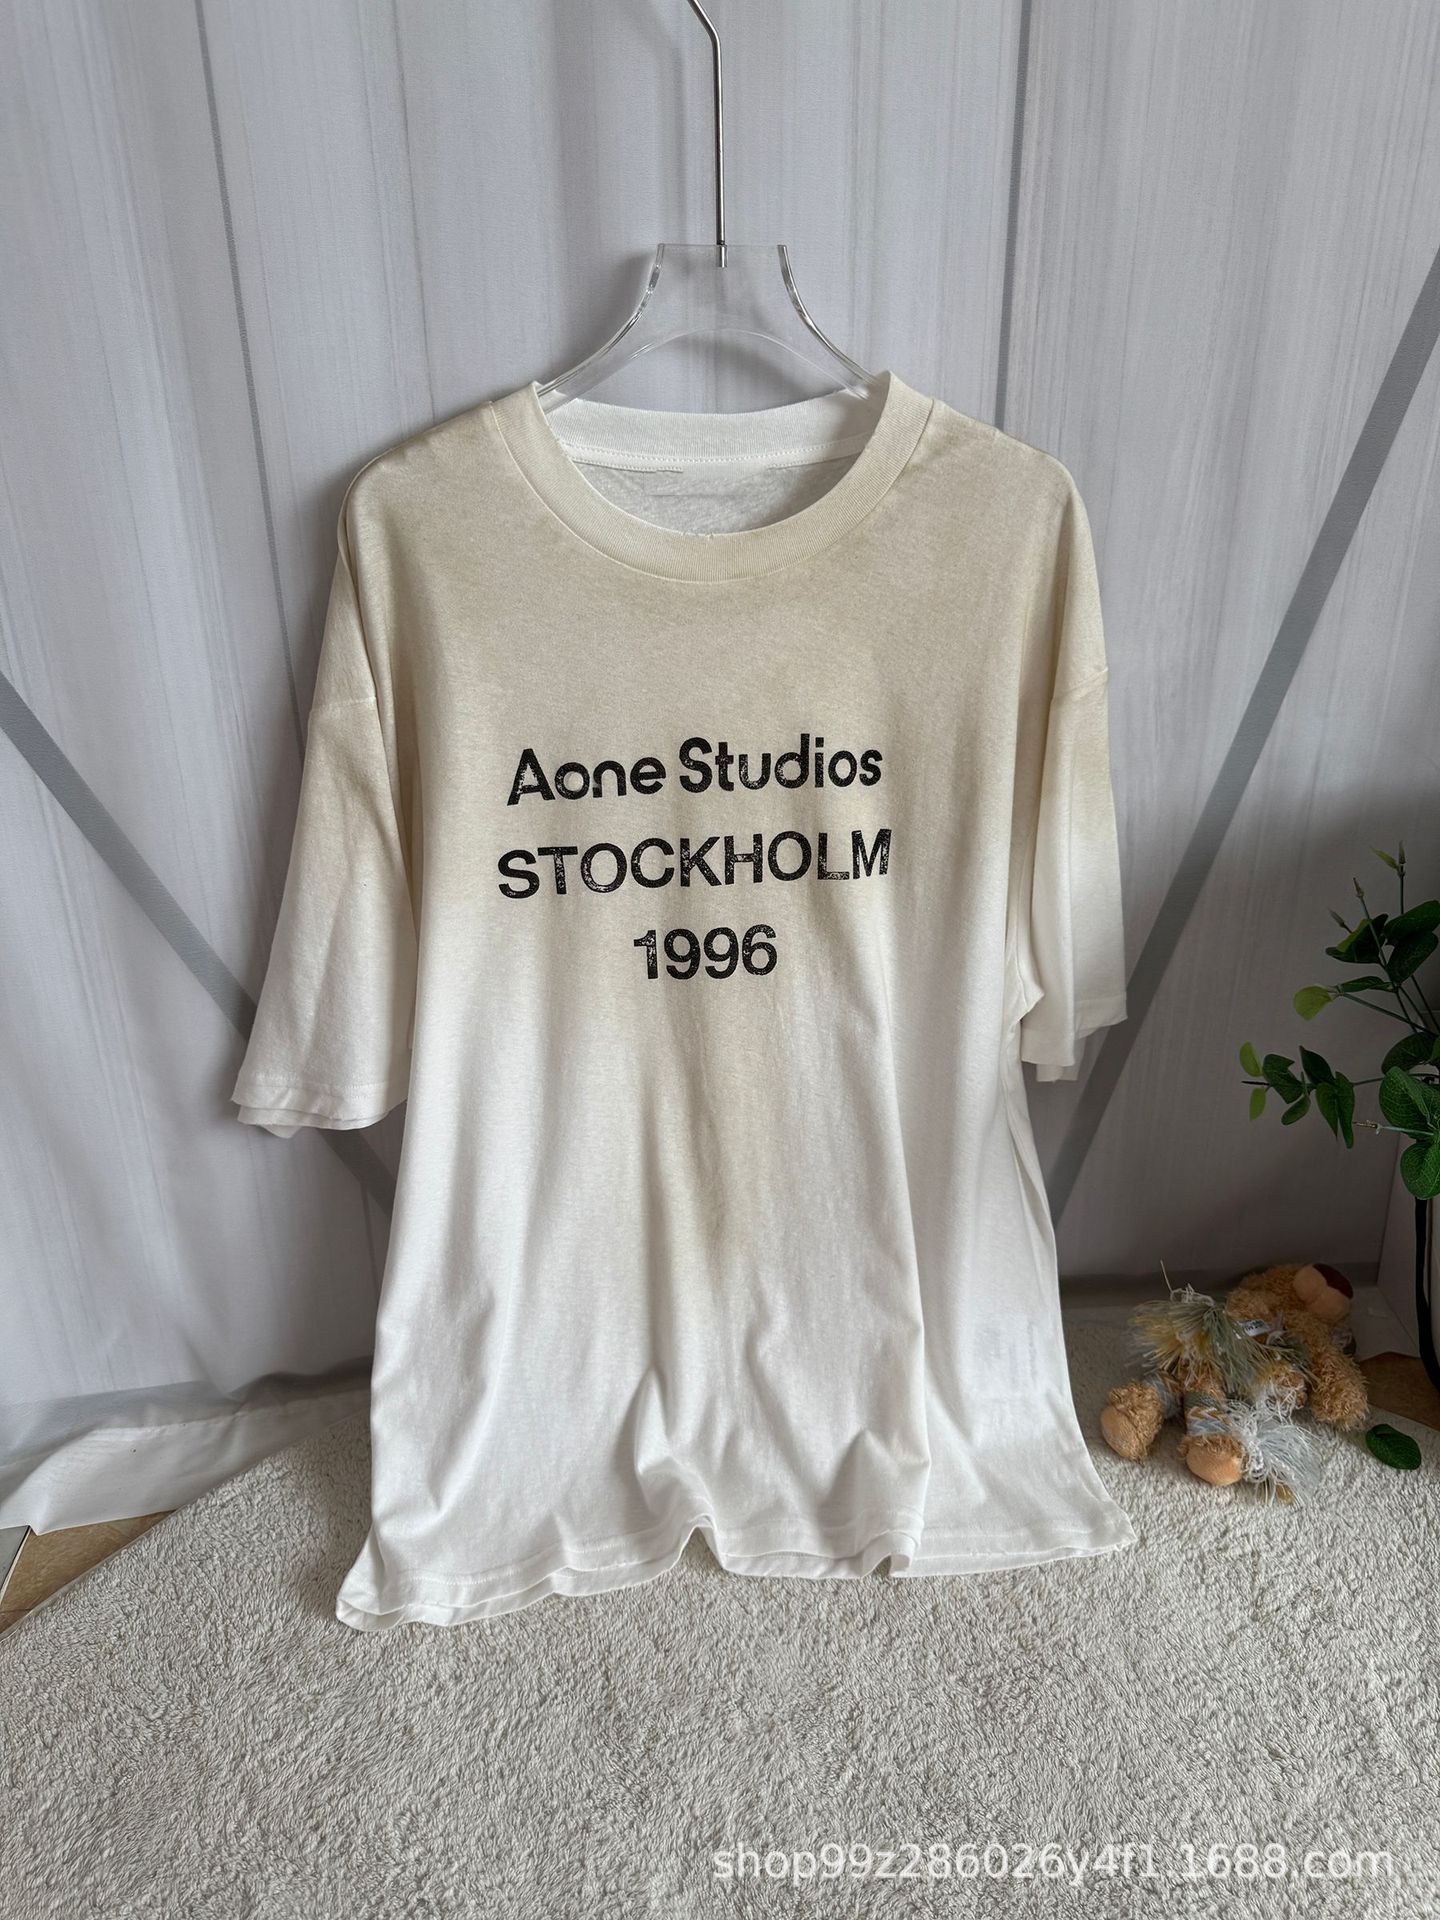 Aone Studios
STOCKHOLM
1996
shop99z286026y4f1.1688.com